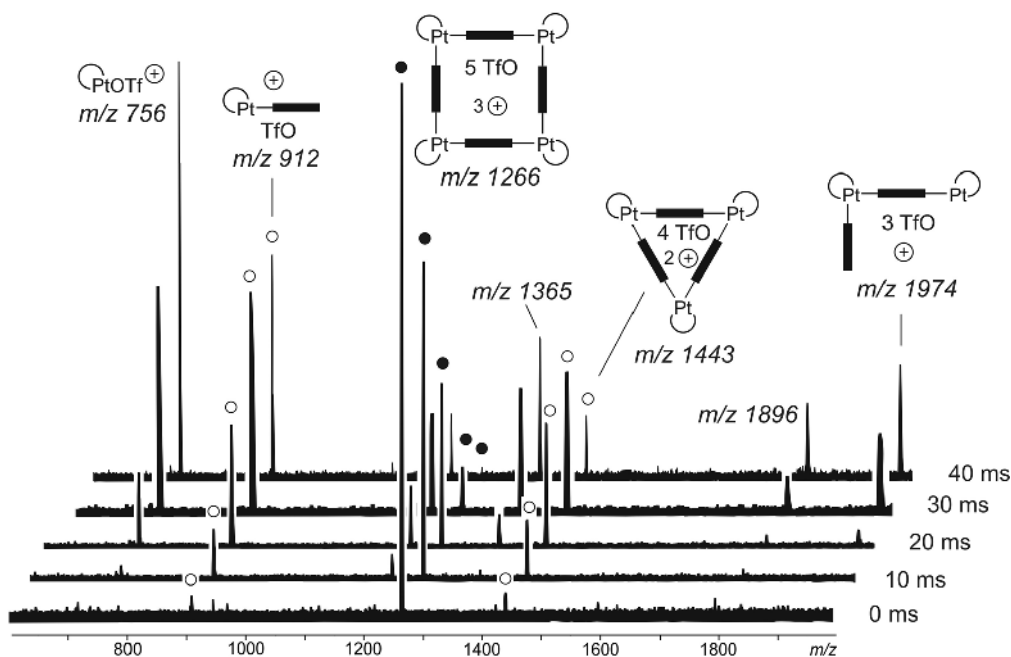 PtOTf +
m/z 756
+
Pt
TfO
m/z 912
Pt Pt
5 TfO
3 +
Pt Pt
m/z 1266
Pt Pt
4 TfO
2 +
Pt
m/z 1443
Pt Pt
3 TfO
+
m/z 1974
m/z 1365
m/z 1896
40 ms
30 ms
20 ms
10 ms
0 ms
800 1000 1200 1400 1600 1800 m/z